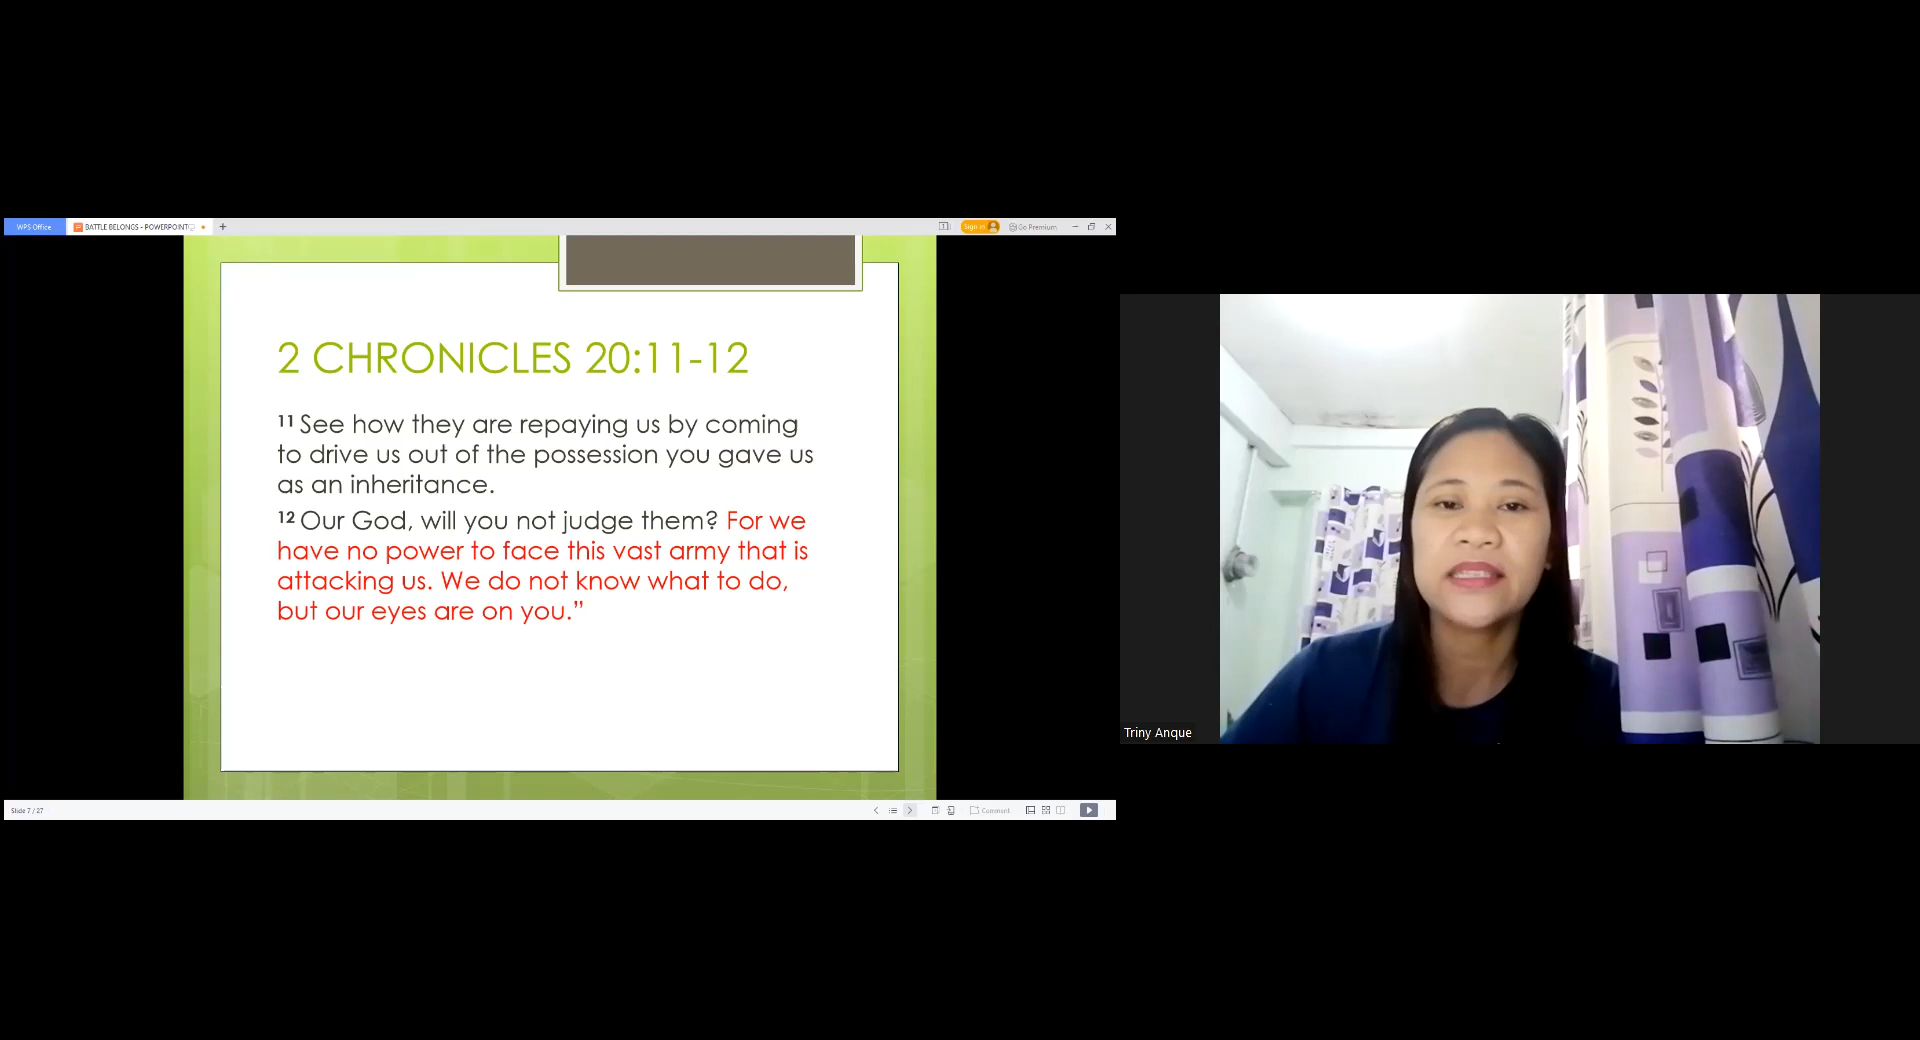 WPS Office
BATTLE BELONGS - POWERPOINT
Sign in
Go Premium
2 CHRONICLES 20:11-12
11 See how they are repaying us by coming
to drive us out of the possession you gave us
as an inheritance.
12 Our God, will you not judge them? For we
have no power to face this vast army that is
attacking us. We do not know what to do,
but our eyes are on you.”
Triny Anque
Slide 7 / 27
Comment